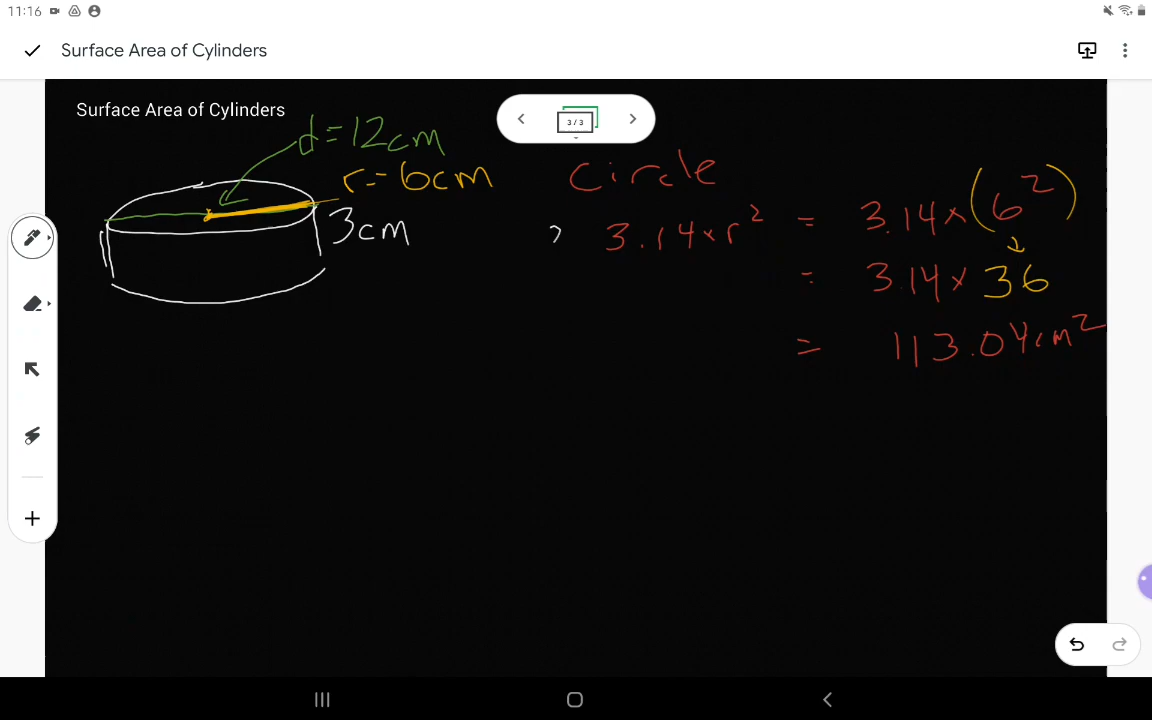 11:16
Surface Area of Cylinders
Surface Area of Cylinders
3 / 3
d=12cm
r=6cm
3cm
Circle
3.14×r² = 3.14×(6²)
= 3.14×36
= 113.04cm²